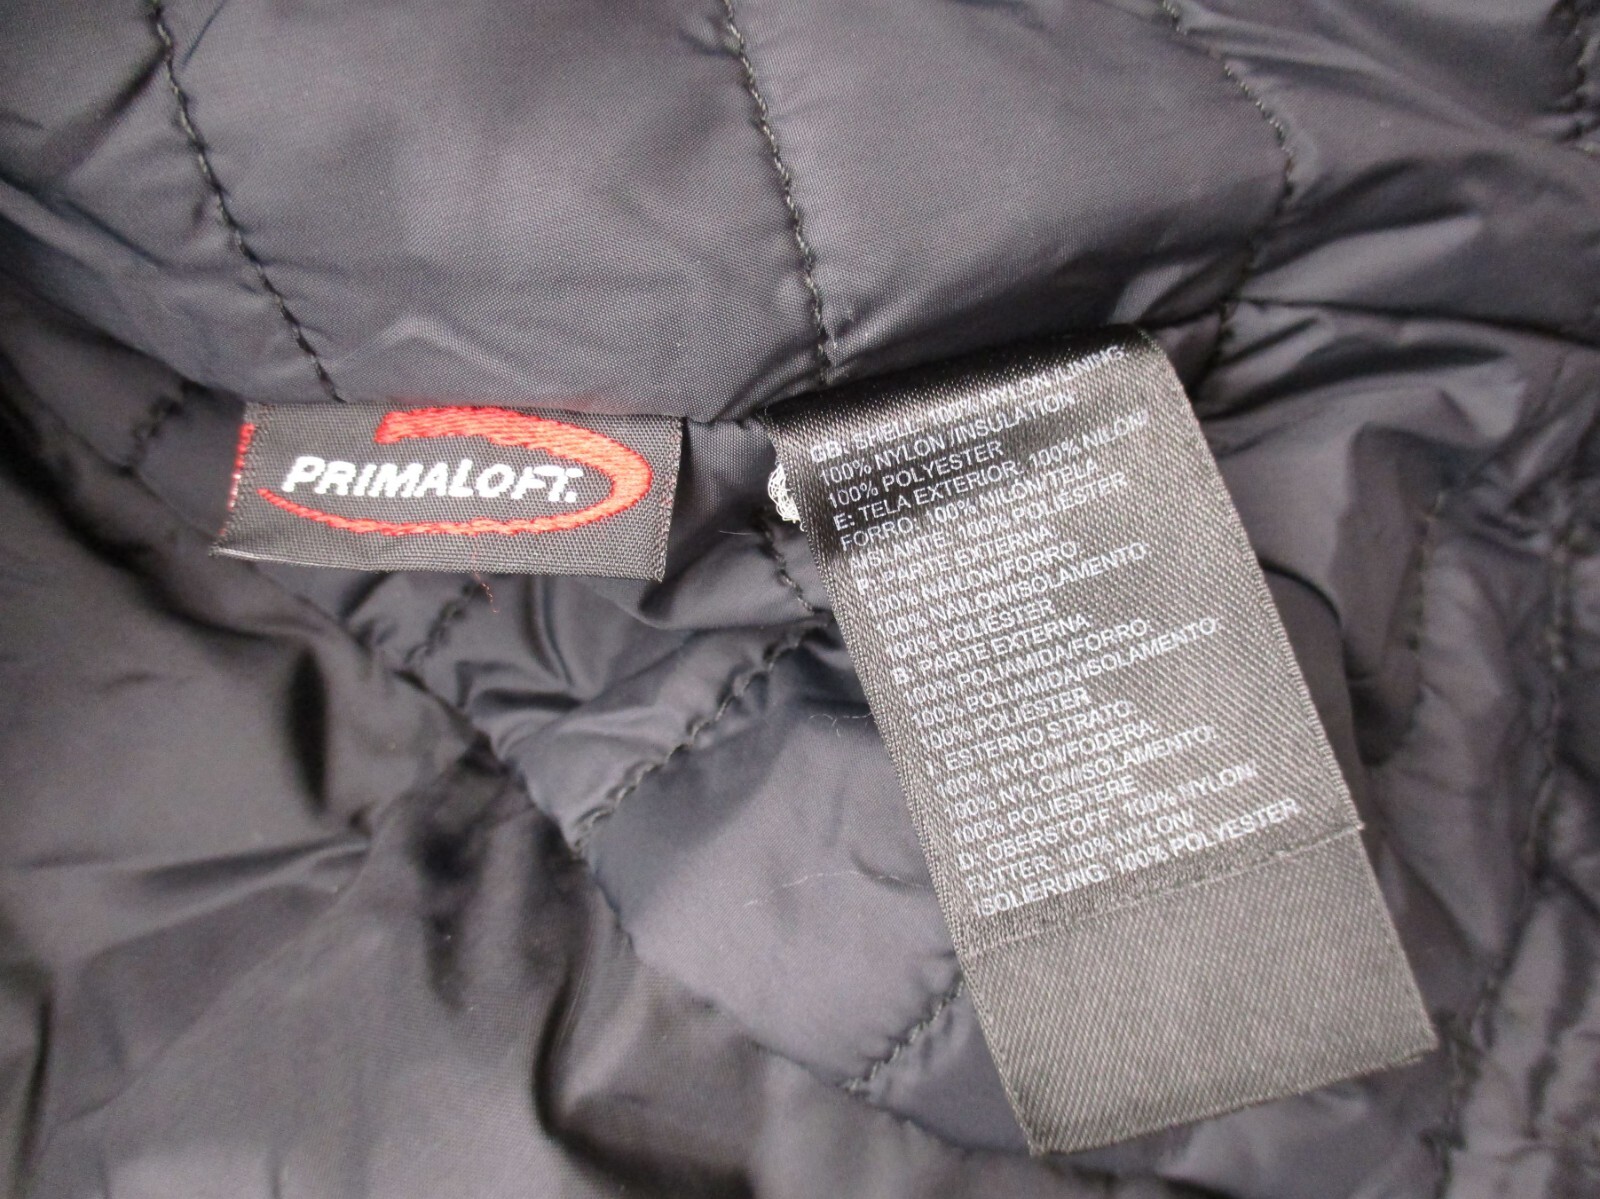 PRIMALOFT.
GB: SHELL: 100% NYLON/LINING:
100% NYLON /INSULATION:
100% POLYESTER
E: TELA EXTERIOR: 100% NILON/
FORRO: 100% NILON/TELA
AISLANTE: 100% POLIESTER
P: PARTE EXTERNA:
100% NAILON/FORRO:
100% NAILON/ISOLAMENTO:
100% POLIESTER
B: PARTE EXTERNA:
100% POLIAMIDA/FORRO:
100% POLIAMIDA/ISOLAMENTO:
100% POLIESTER
I: ESTERNO STRATO:
100% NYLON/FODERA:
100% NYLON/ISOLAMENTO:
100% POLIESTERE
D: OBERSTOFF: 100% NYLON/
FUTTER: 100% NYLON/
ISOLIERUNG: 100% POLYESTER